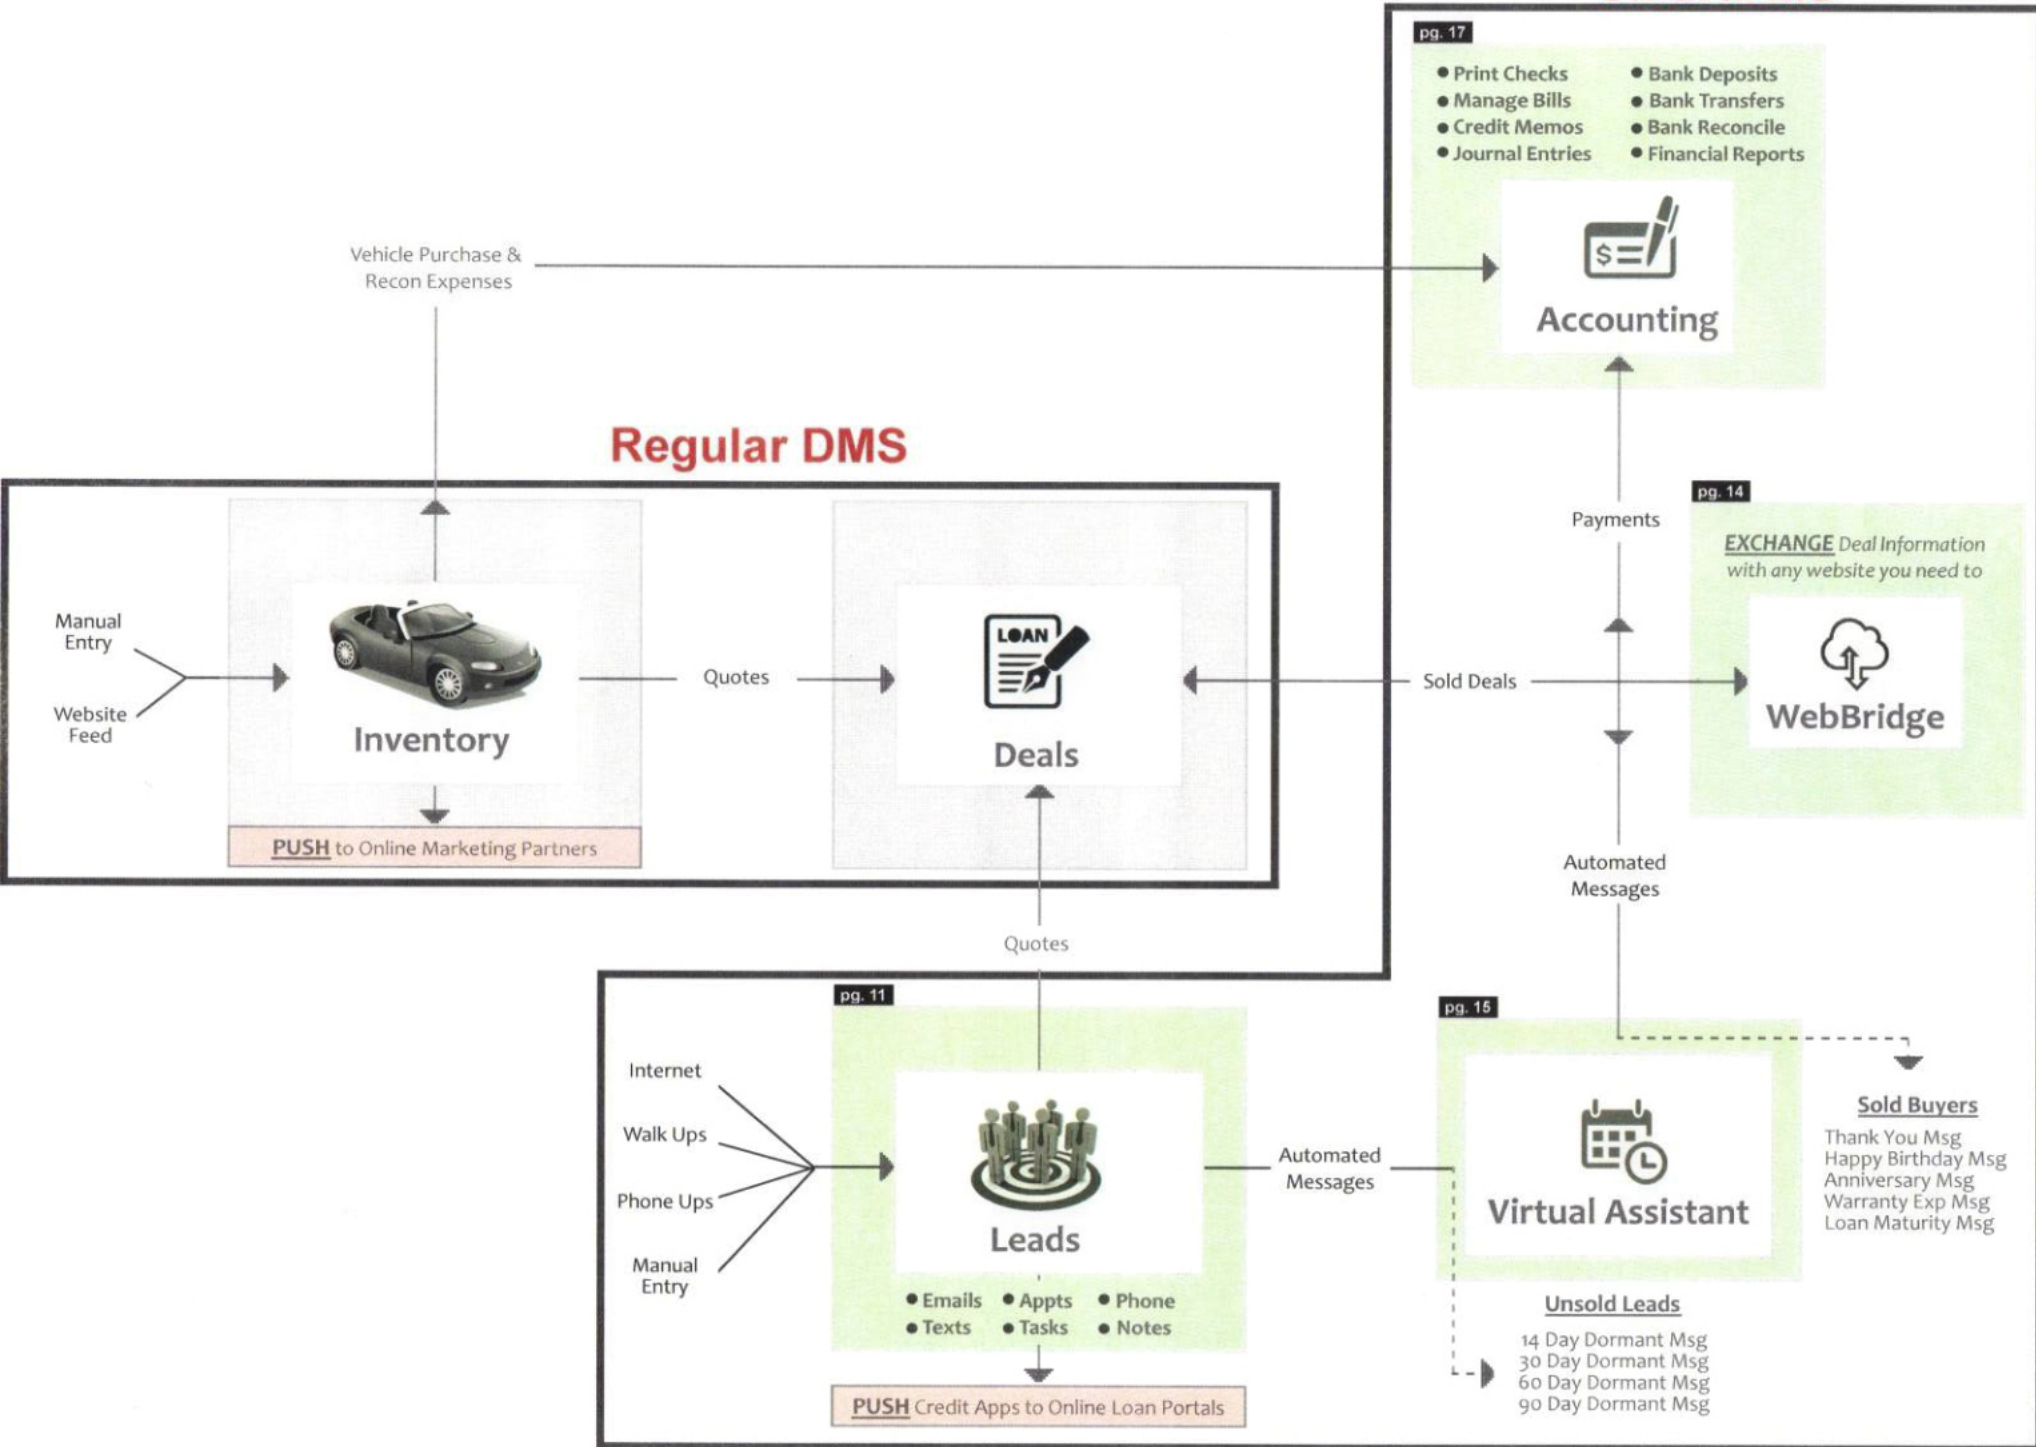 pg. 17
Print Checks
Manage Bills
Credit Memos
Journal Entries
Bank Deposits
Bank Transfers
Bank Reconcile
Financial Reports
Accounting
Vehicle Purchase &
Recon Expenses
Regular DMS
Payments
pg. 14
EXCHANGE Deal Information
with any website you need to
WebBridge
Manual
Entry
Website
Feed
Inventory
PUSH to Online Marketing Partners
Quotes
LOAN
Deals
Sold Deals
Automated
Messages
Quotes
pg. 11
Internet
Walk Ups
Phone Ups
Manual
Entry
Leads
Emails
Appts
Phone
Texts
Tasks
Notes
PUSH Credit Apps to Online Loan Portals
Automated
Messages
pg. 15
Virtual Assistant
Sold Buyers
Thank You Msg
Happy Birthday Msg
Anniversary Msg
Warranty Exp Msg
Loan Maturity Msg
Unsold Leads
14 Day Dormant Msg
30 Day Dormant Msg
60 Day Dormant Msg
90 Day Dormant Msg